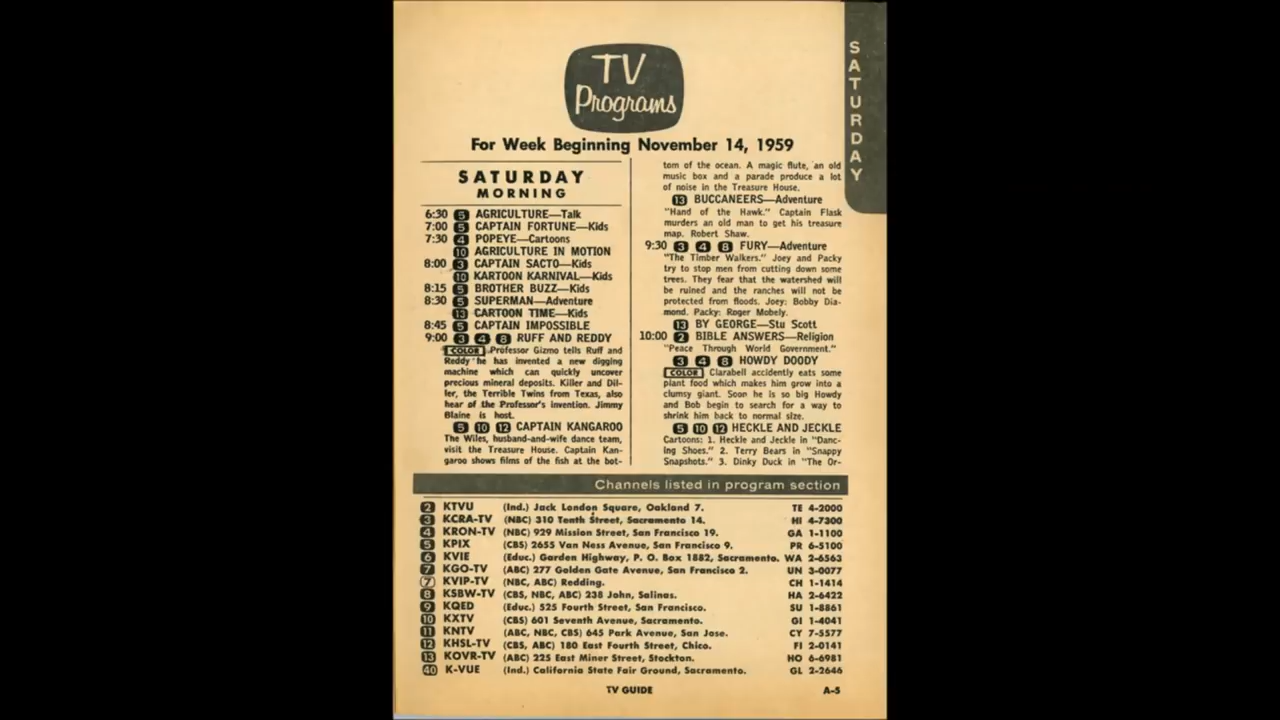 TV
Programs
SATURDAY
For Week Beginning November 14, 1959
SATURDAY
MORNING
6:30 5 AGRICULTURE—Talk
7:00 5 CAPTAIN FORTUNE—Kids
7:30 4 POPEYE—Cartoons
10 AGRICULTURE IN MOTION
8:00 3 CAPTAIN SACTO—Kids
10 KARTOON KARNIVAL—Kids
8:15 5 BROTHER BUZZ—Kids
8:30 5 SUPERMAN—Adventure
13 CARTOON TIME—Kids
8:45 5 CAPTAIN IMPOSSIBLE
9:00 3 4 8 RUFF AND REDDY
COLOR Professor Gizmo tells Ruff and
Reddy he has invented a new digging
machine which can quickly uncover
precious mineral deposits. Killer and Dil-
ler, the Terrible Twins from Texas, also
hear of the Professor's invention. Jimmy
Blaine is host.
5 10 12 CAPTAIN KANGAROO
The Wiles, husband-and-wife dance team,
visit the Treasure House. Captain Kan-
garoo shows films of the fish at the bot-
tom of the ocean. A magic flute, an old
music box and a parade produce a lot
of noise in the Treasure House.
13 BUCCANEERS—Adventure
"Hand of the Hawk." Captain Flask
murders an old man to get his treasure
map. Robert Shaw.
9:30 3 4 8 FURY—Adventure
"The Timber Walkers." Joey and Packy
try to stop men from cutting down some
trees. They fear that the watershed will
be ruined and the ranches will not be
protected from floods. Joey: Bobby Dia-
mond. Packy: Roger Mobely.
13 BY GEORGE—Stu Scott
10:00 2 BIBLE ANSWERS—Religion
"Peace Through World Government."
3 4 8 HOWDY DOODY
COLOR Clarabell accidently eats some
plant food which makes him grow into a
clumsy giant. Soon he is so big Howdy
and Bob begin to search for a way to
shrink him back to normal size.
5 10 12 HECKLE AND JECKLE
Cartoons: 1. Heckle and Jeckle in "Danc-
ing Shoes." 2. Terry Bears in "Snappy
Snapshots." 3. Dinky Duck in "The Or-
Channels listed in program section
2 KTVU (Ind.) Jack London Square, Oakland 7. TE 4-2000
3 KCRA-TV (NBC) 310 Tenth Street, Sacramento 14. HI 4-7300
4 KRON-TV (NBC) 929 Mission Street, San Francisco 19. GA 1-1100
5 KPIX (CBS) 2655 Van Ness Avenue, San Francisco 9. PR 6-5100
6 KVIE (Educ.) Garden Highway, P. O. Box 1882, Sacramento. WA 2-6563
7 KGO-TV (ABC) 277 Golden Gate Avenue, San Francisco 2. UN 3-0077
7 KVIP-TV (NBC, ABC) Redding. CH 1-1414
8 KSBW-TV (CBS, NBC, ABC) 238 John, Salinas. HA 2-6422
9 KQED (Educ.) 525 Fourth Street, San Francisco. SU 1-8861
10 KXTV (CBS) 601 Seventh Avenue, Sacramento. GI 1-4041
11 KNTV (ABC, NBC, CBS) 645 Park Avenue, San Jose. CY 7-5577
12 KHSL-TV (CBS, ABC) 180 East Fourth Street, Chico. FI 2-0141
13 KOVR-TV (ABC) 225 East Miner Street, Stockton. HO 6-6981
40 K-VUE (Ind.) California State Fair Ground, Sacramento. GL 2-2646
TV GUIDE A-5